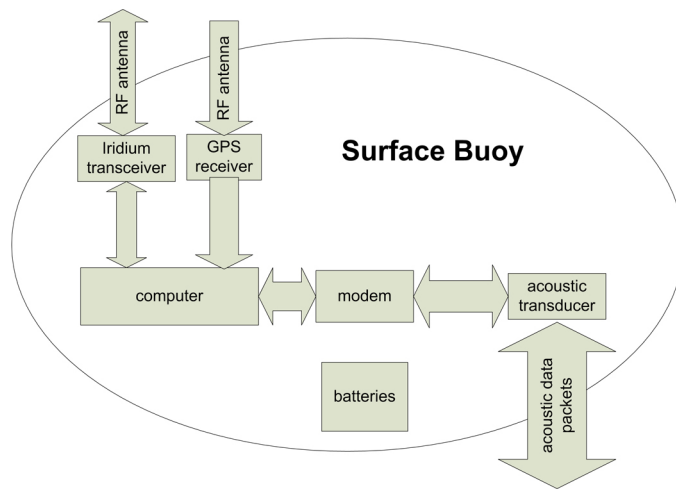 RF antenna
RF antenna
Iridium
transceiver
GPS
receiver
Surface Buoy
computer
modem
acoustic
transducer
batteries
acoustic data
packets